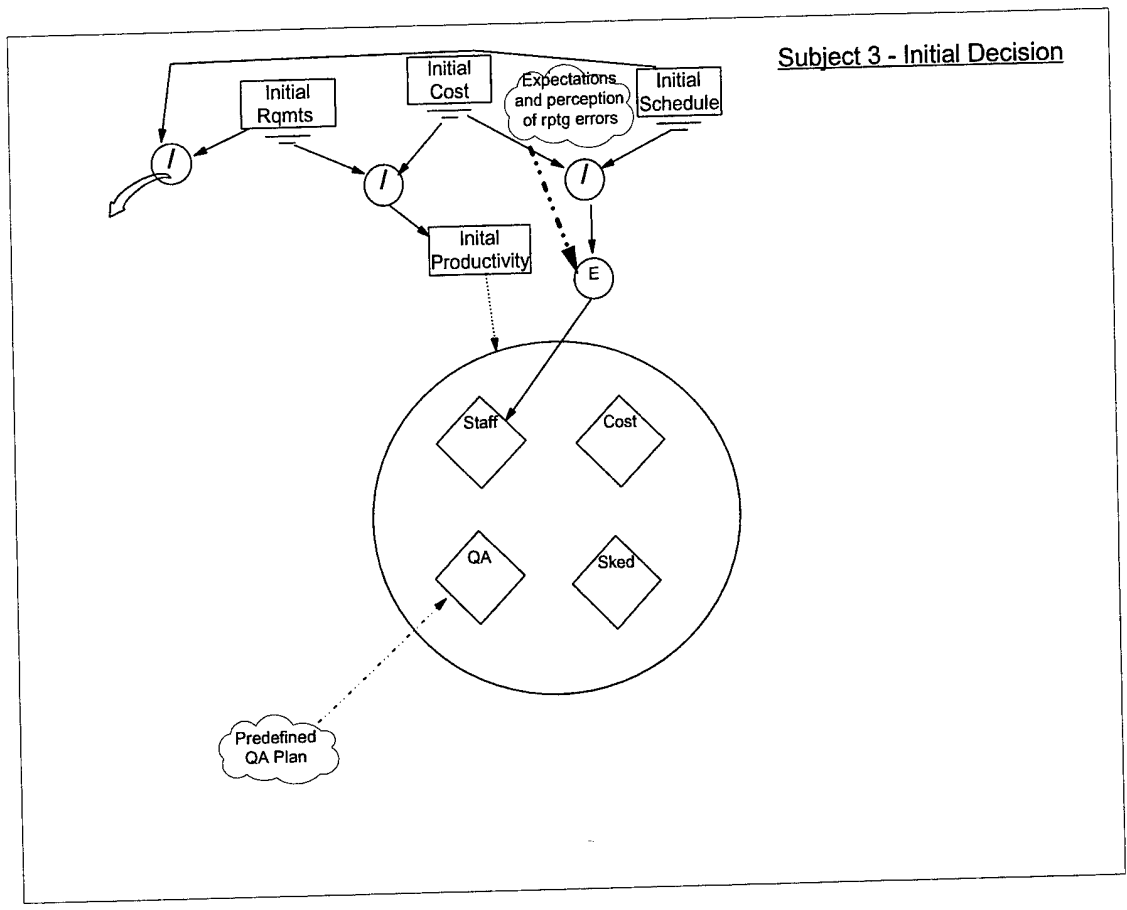 Subject 3 - Initial Decision
Initial
Rqmts
Initial
Cost
Expectations
and perception
of rptg errors
Initial
Schedule
/
/
/
Inital
Productivity
E
Staff
Cost
QA
Sked
Predefined
QA Plan